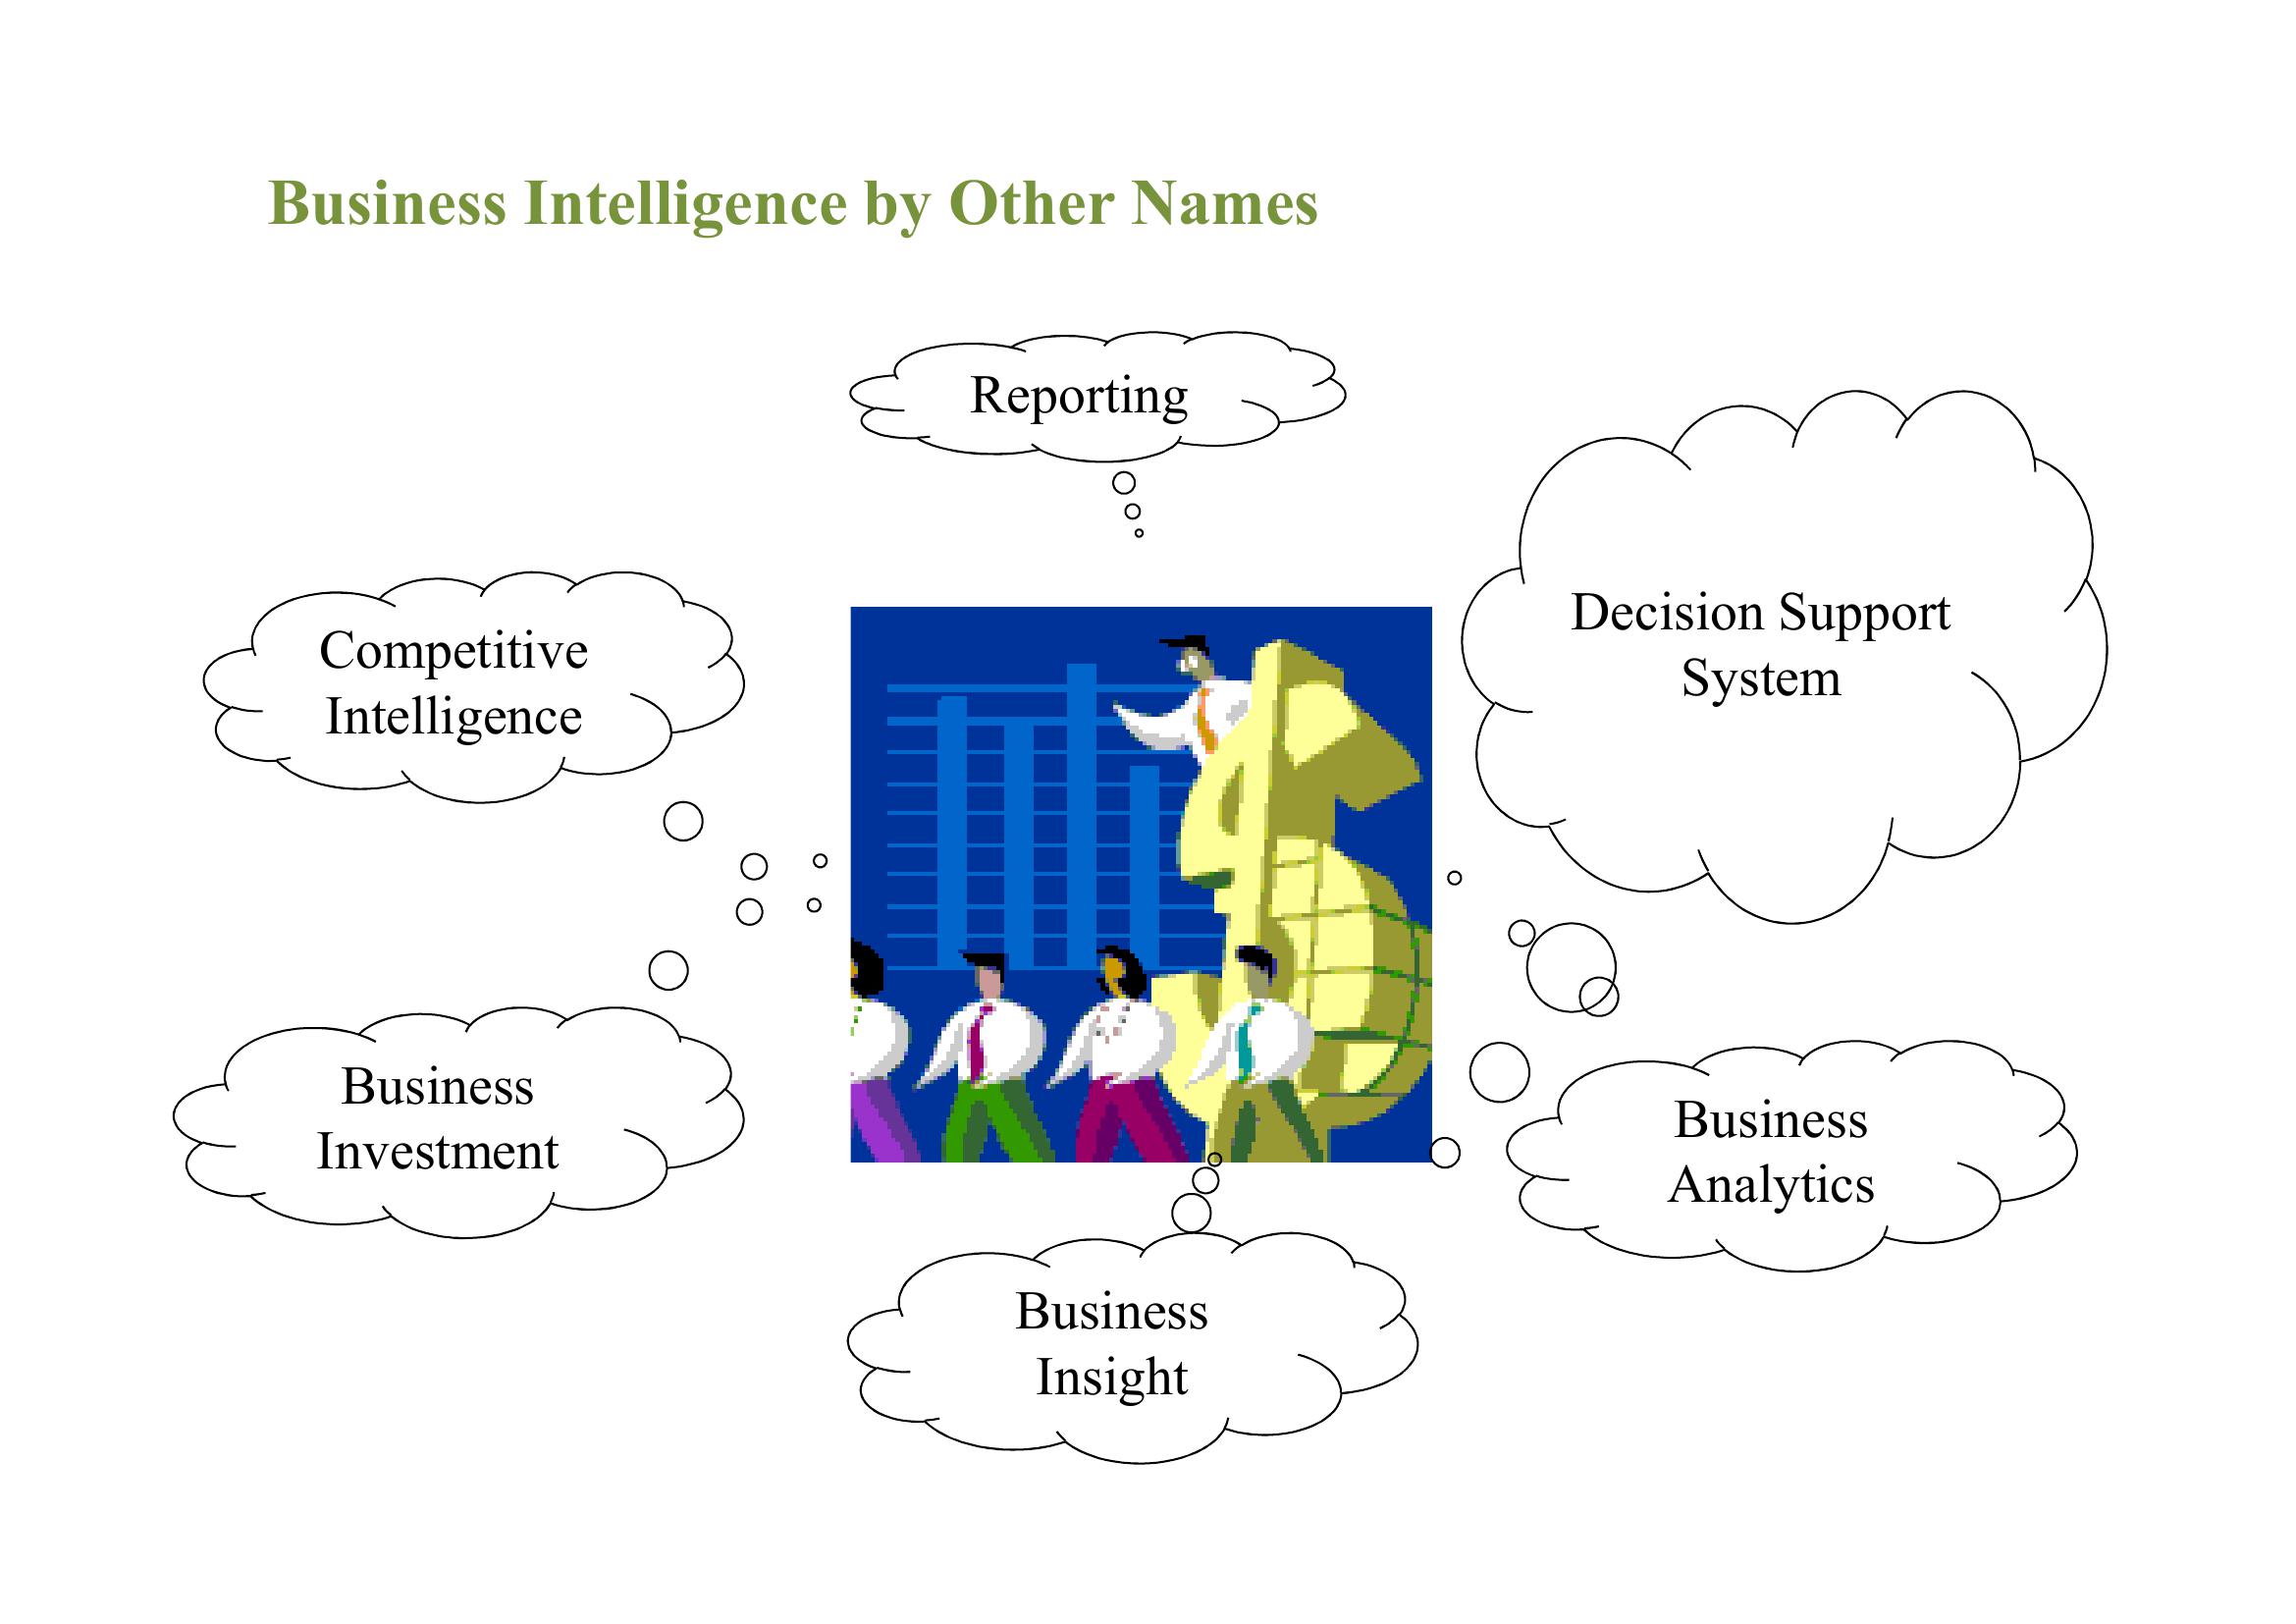 Business Intelligence by Other Names
Reporting
Decision Support
System
Competitive
Intelligence
Business
Investment
Business
Analytics
Business
Insight